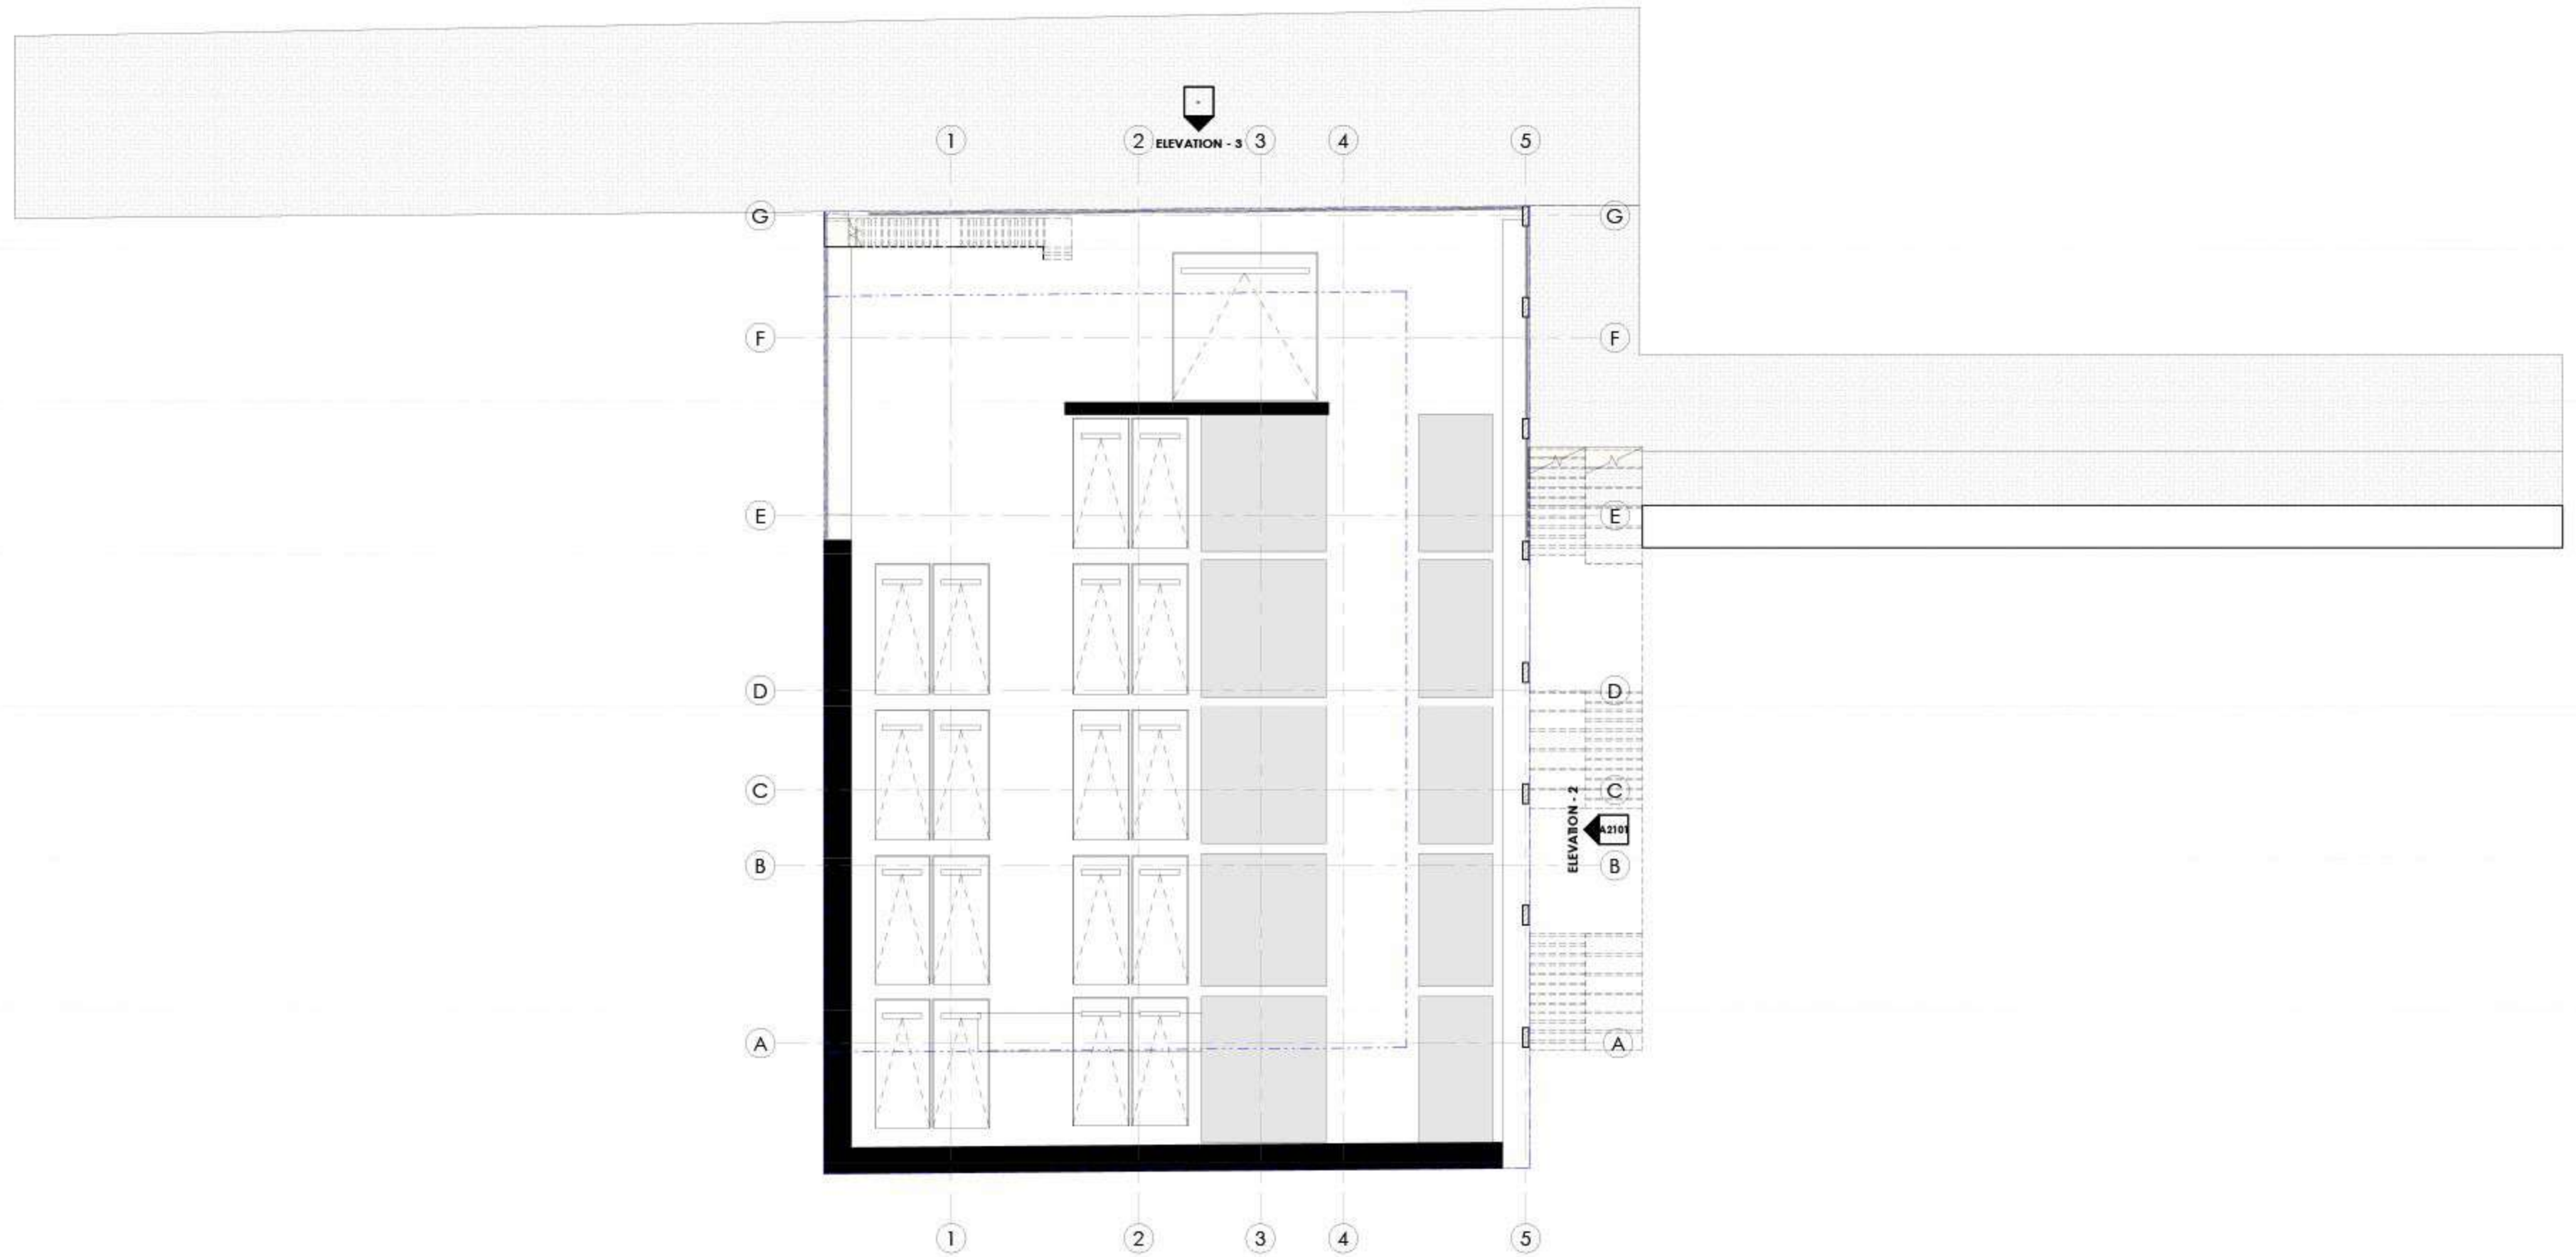 -
1 2 ELEVATION - 3 3 4 5
G G
F F
E E
D D
C C
ELEVATION - 2
A2101
B B
A A
1 2 3 4 5